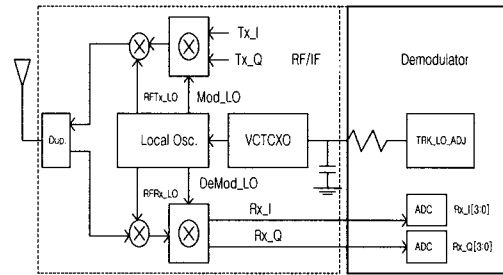 Tx_I
Tx_Q
RF/IF
Demodulator
RFTx_LO
Mod_LO
Dup.
Local Osc.
VCTCXO
TRK_LO_ADJ
RFRx_LO
DeMod_LO
Rx_I
ADC
Rx_I[3:0]
Rx_Q
ADC
Rx_Q[3:0]